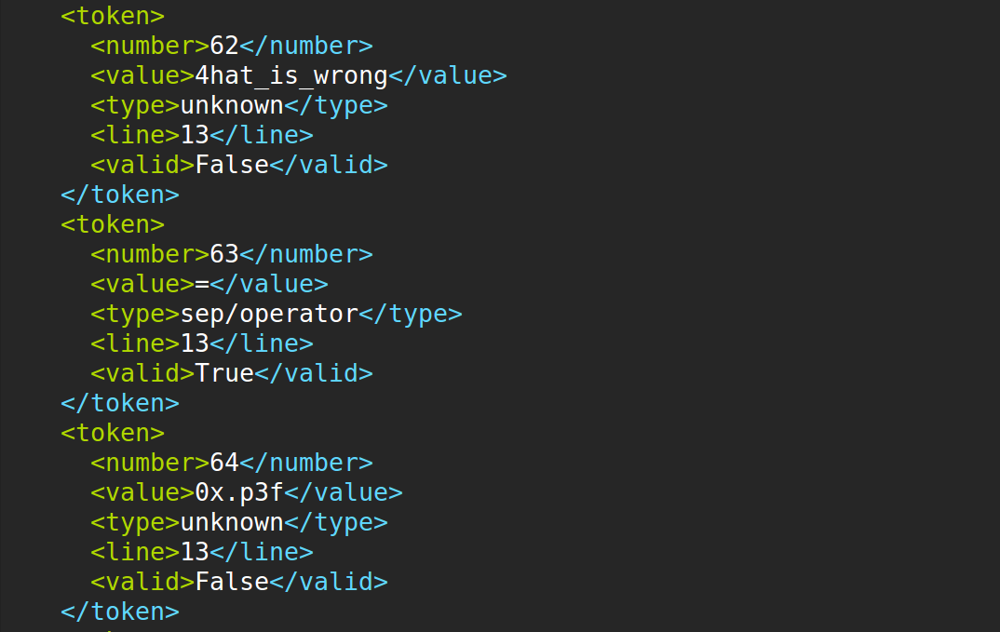 <token>
<number>62</number>
<value>4hat_is_wrong</value>
<type>unknown</type>
<line>13</line>
<valid>False</valid>
</token>
<token>
<number>63</number>
<value>=</value>
<type>sep/operator</type>
<line>13</line>
<valid>True</valid>
</token>
<token>
<number>64</number>
<value>0x.p3f</value>
<type>unknown</type>
<line>13</line>
<valid>False</valid>
</token>